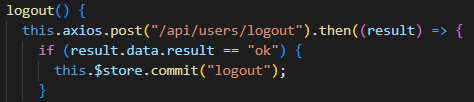 logout() {
this.axios.post("/api/users/logout").then((result) => {
if (result.data.result == "ok") {
this.$store.commit("logout");
}